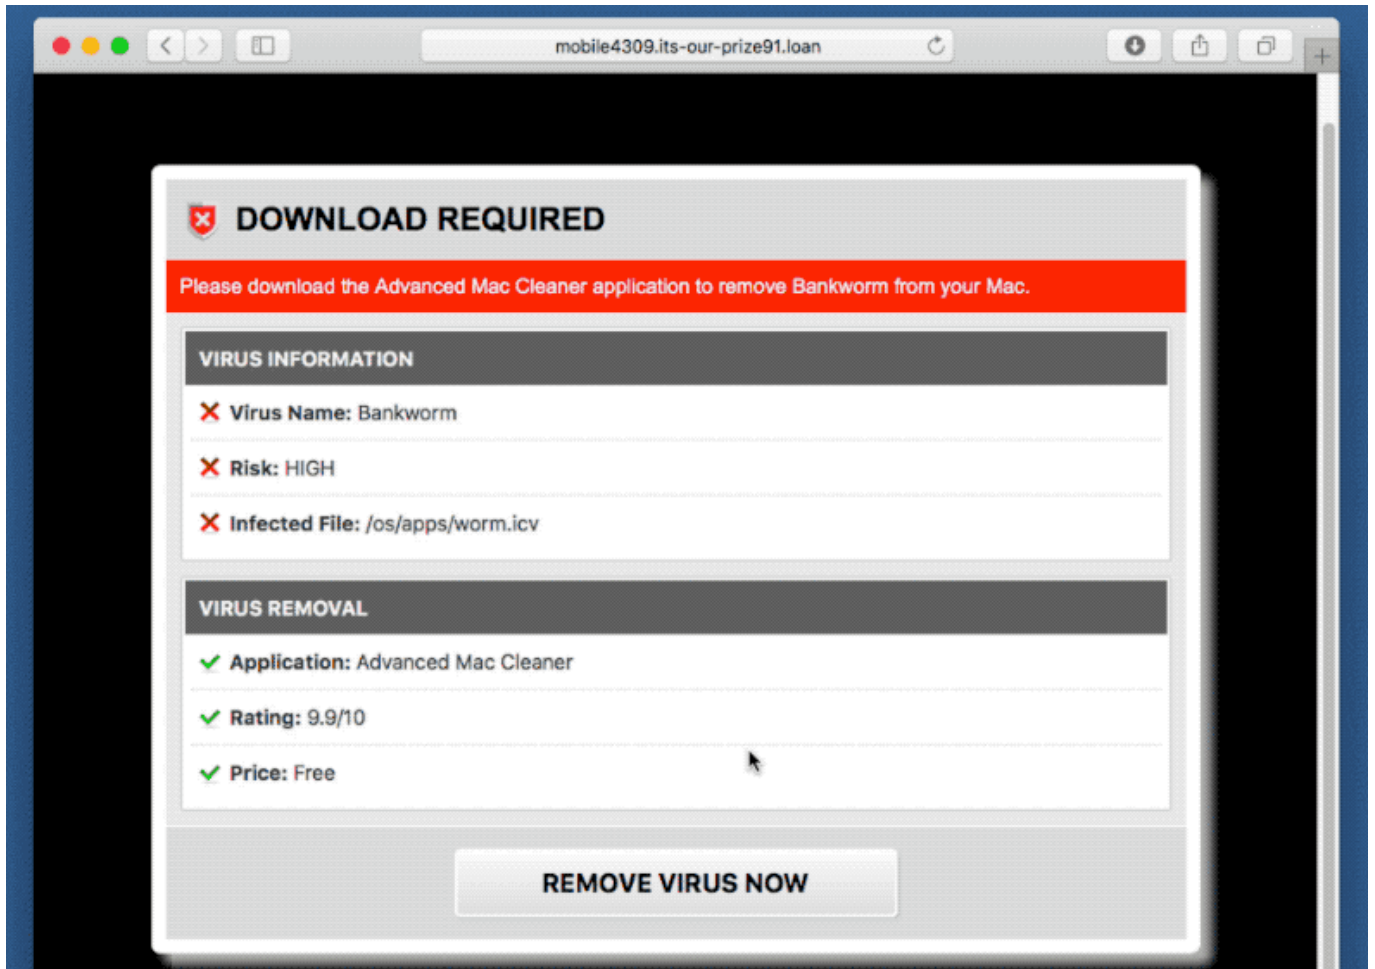 mobile4309.its-our-prize91.loan
DOWNLOAD REQUIRED
Please download the Advanced Mac Cleaner application to remove Bankworm from your Mac.
VIRUS INFORMATION
Virus Name: Bankworm
Risk: HIGH
Infected File: /os/apps/worm.icv
VIRUS REMOVAL
Application: Advanced Mac Cleaner
Rating: 9.9/10
Price: Free
REMOVE VIRUS NOW